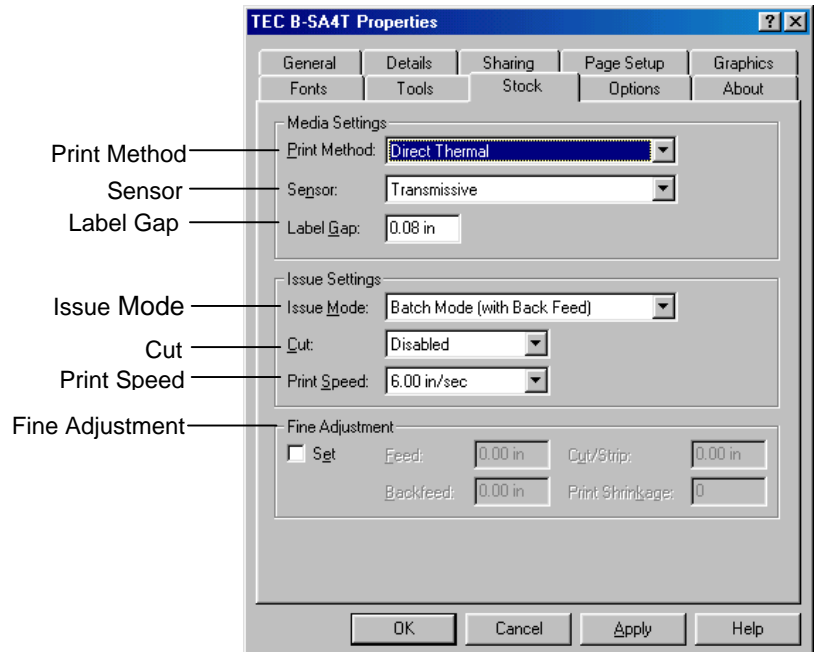 TEC B-SA4T Properties
General Details Sharing Page Setup Graphics
Fonts Tools Stock Options About
Media Settings
Print Method Print Method: Direct Thermal
Sensor Sensor: Transmissive
Label Gap Label Gap: 0.08 in
Issue Settings
Issue Mode Issue Mode: Batch Mode (with Back Feed)
Cut Cut: Disabled
Print Speed Print Speed: 6.00 in/sec
Fine Adjustment Fine Adjustment
Set Feed: 0.00 in Cut/Strip: 0.00 in
Backfeed: 0.00 in Print Shrinkage: 0
OK Cancel Apply Help